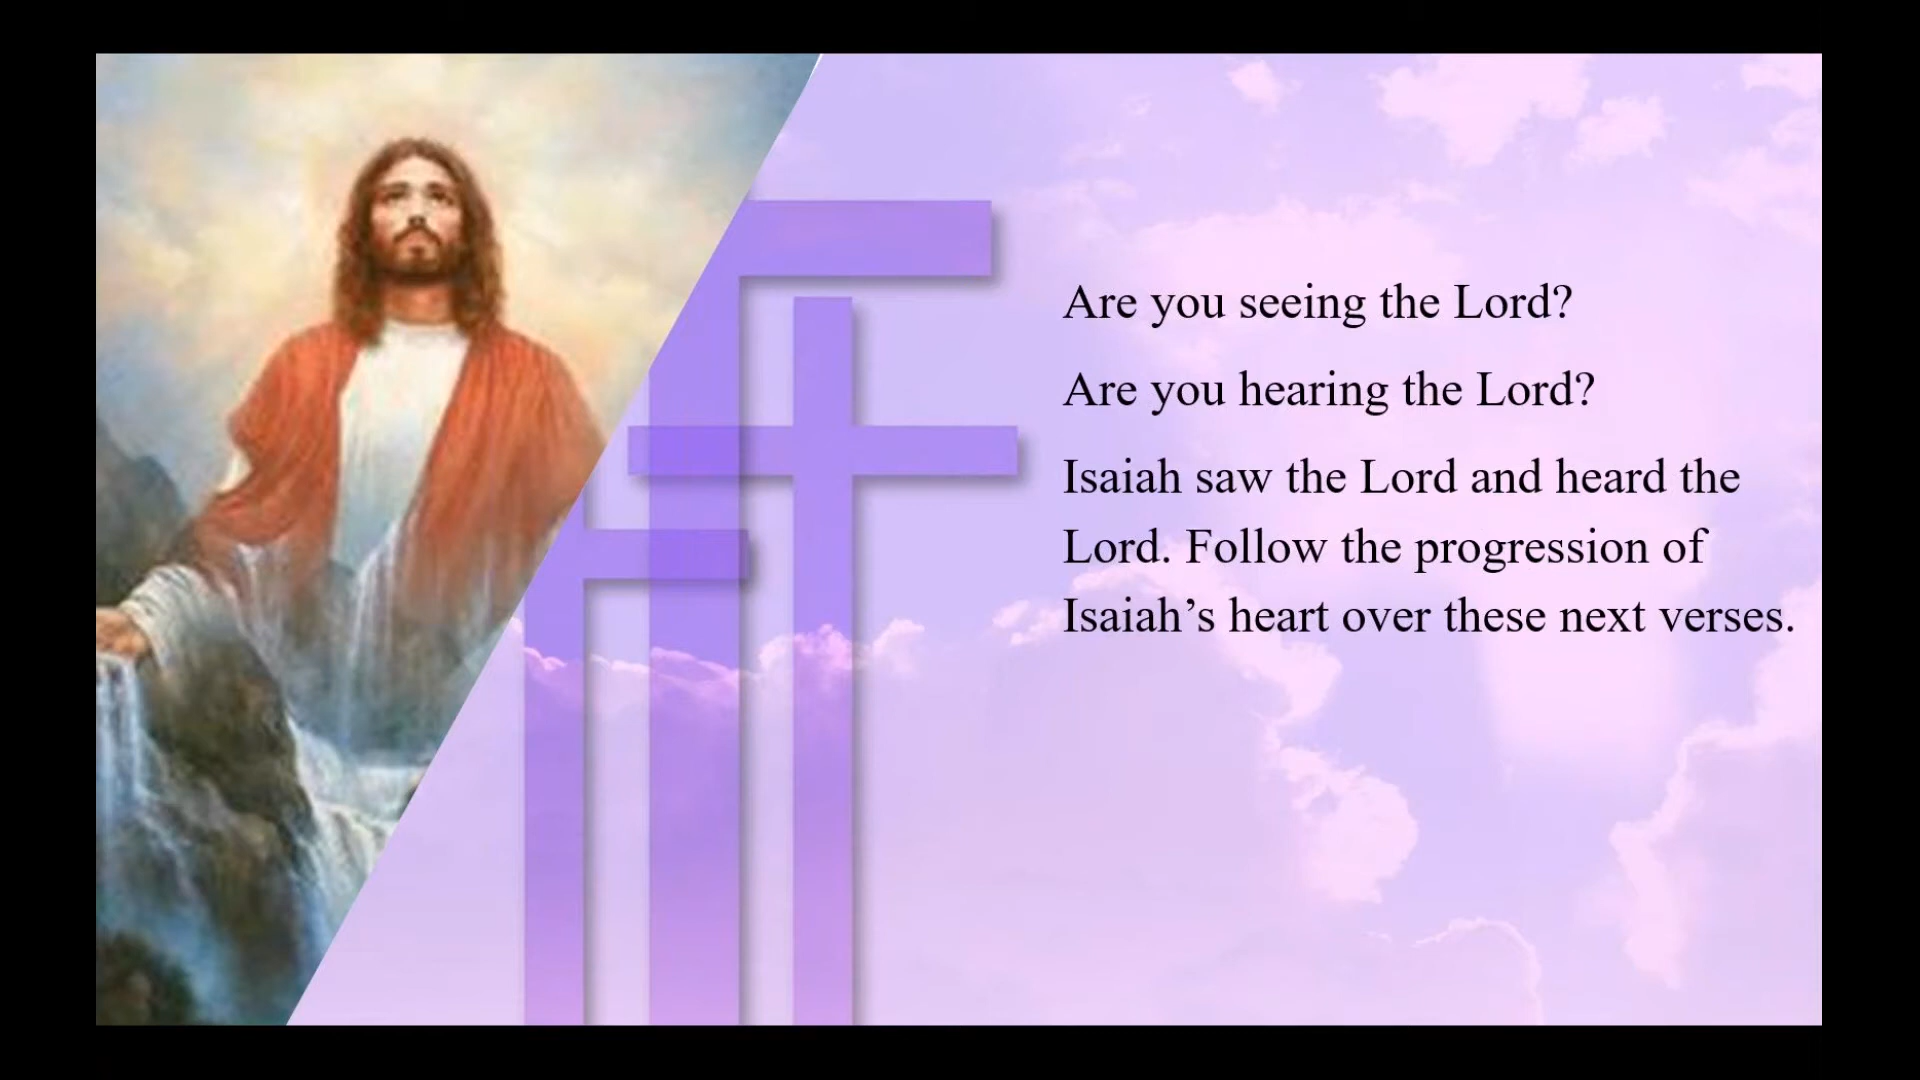 Are you seeing the Lord?
Are you hearing the Lord?
Isaiah saw the Lord and heard the
Lord. Follow the progression of
Isaiah’s heart over these next verses.